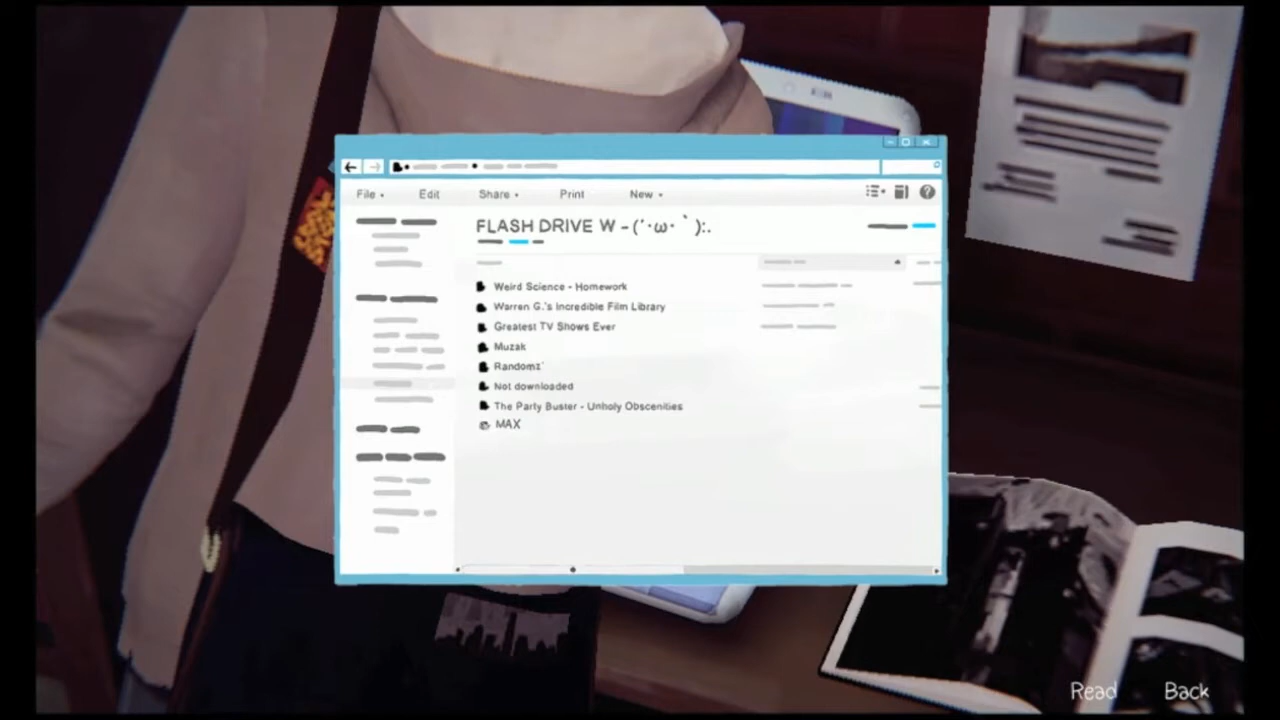 File Edit Share Print New
FLASH DRIVE W -(´·ω·`):.
Weird Science - Homework
Warren G.'s Incredible Film Library
Greatest TV Shows Ever
Muzak
Randomz'
Not downloaded
The Party Buster - Unholy Obscenities
MAX
Read Back